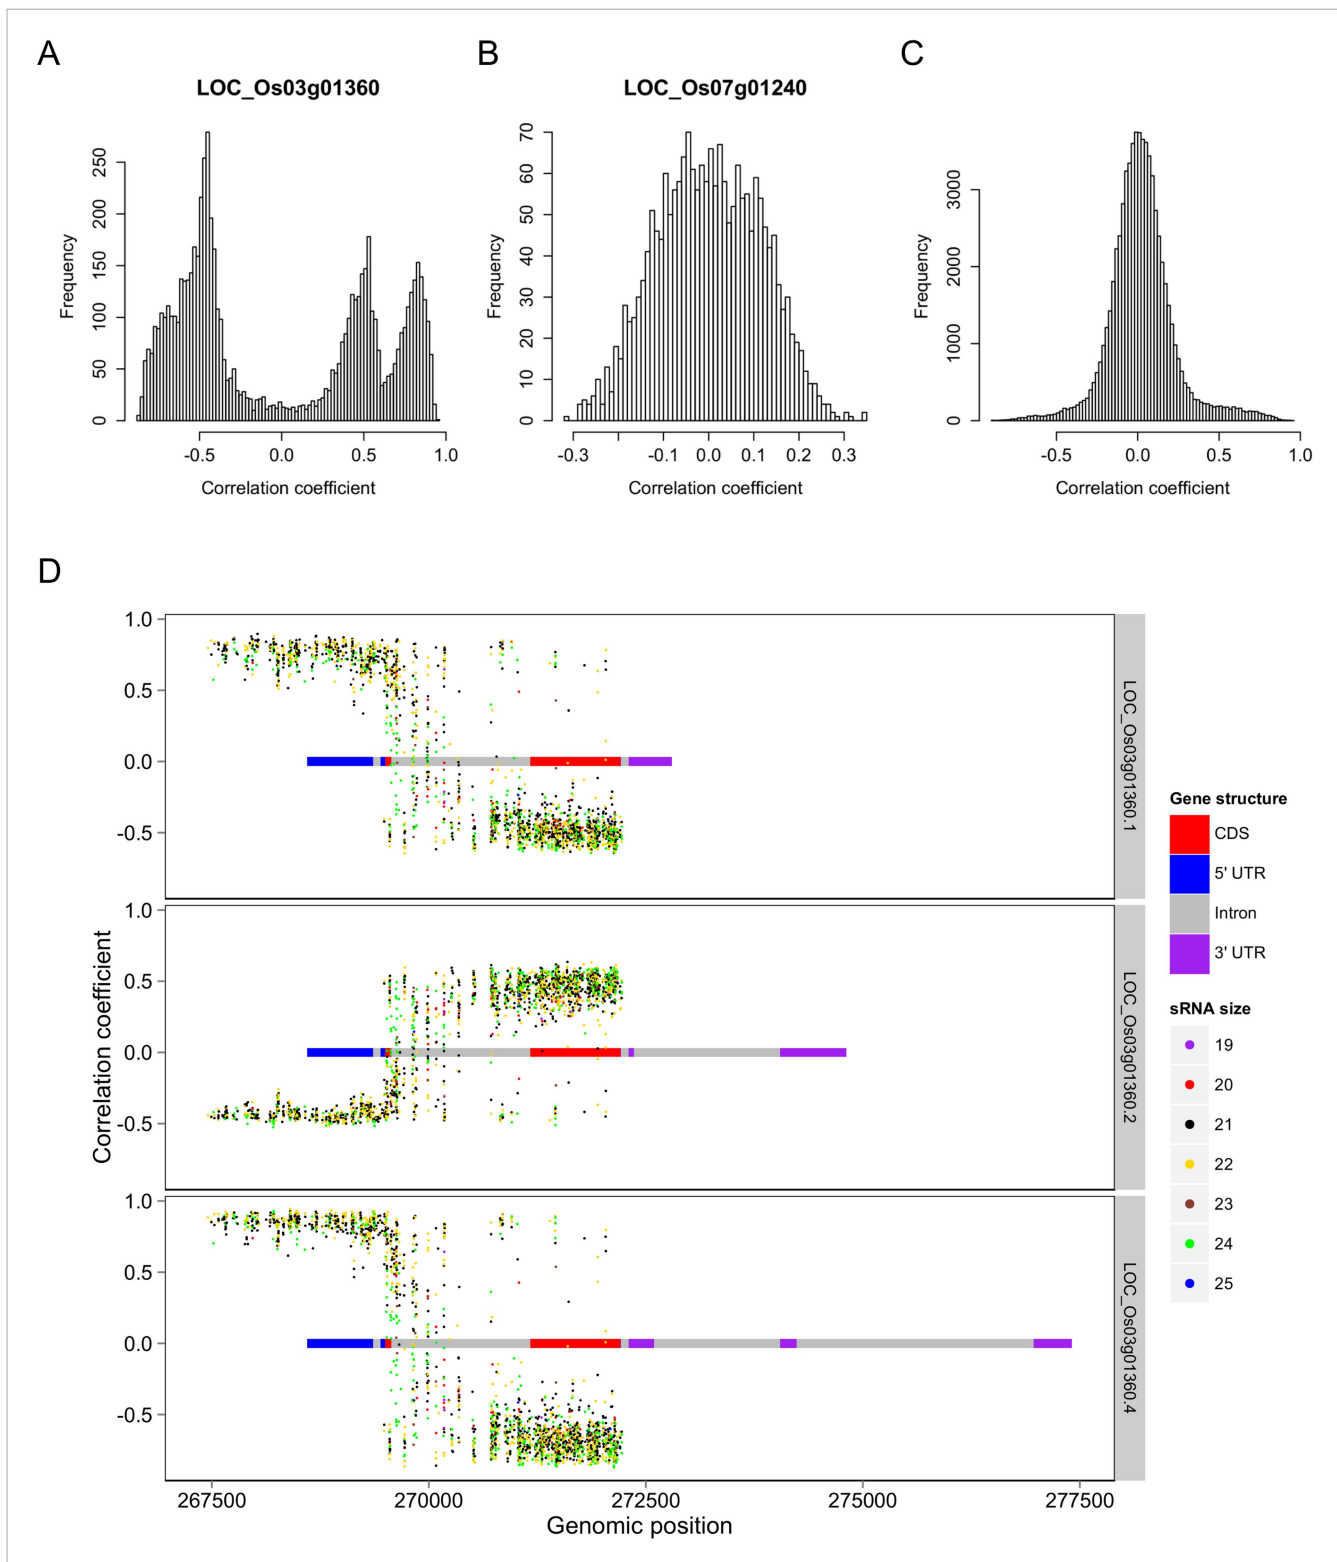 A
B
C
LOC_Os03g01360
LOC_Os07g01240
Frequency
0
50
100
150
200
250
-0.5
0.0
0.5
1.0
Correlation coefficient
Frequency
0
10
20
30
40
50
60
70
-0.3
-0.1
0.0
0.1
0.2
0.3
Correlation coefficient
Frequency
0
1000
2000
3000
-0.5
0.0
0.5
1.0
Correlation coefficient
D
Correlation coefficient
1.0
0.5
0.0
-0.5
LOC_Os03g01360.1
1.0
0.5
0.0
-0.5
LOC_Os03g01360.2
1.0
0.5
0.0
-0.5
LOC_Os03g01360.4
267500
270000
272500
275000
277500
Genomic position
Gene structure
CDS
5' UTR
Intron
3' UTR
sRNA size
19
20
21
22
23
24
25